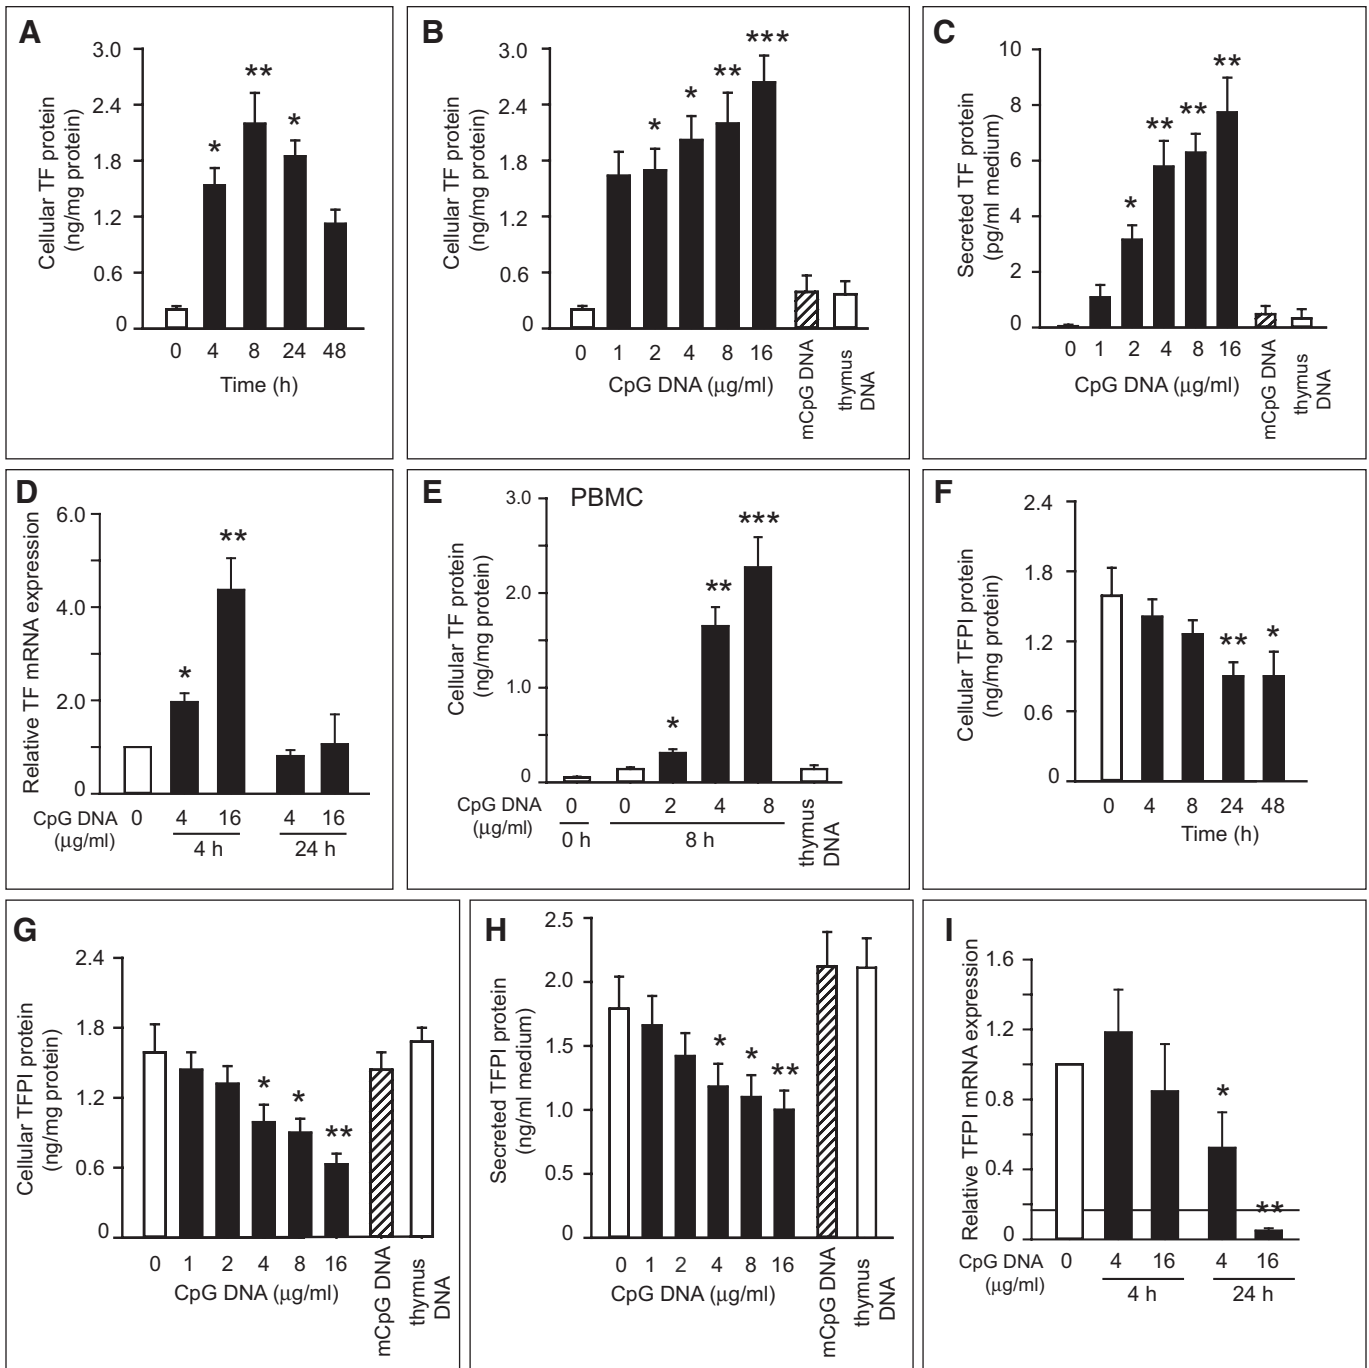 A
Cellular TF protein
(ng/mg protein)
3.0
2.4
1.8
1.2
0.6
0
*
**
*
0 4 8 24 48
Time (h)
B
Cellular TF protein
(ng/mg protein)
3.0
2.4
1.8
1.2
0.6
0
*
*
**
***
0 1 2 4 8 16
CpG DNA (μg/ml)
mCpG DNA
thymus
DNA
C
Secreted TF protein
(pg/ml medium)
10
8
6
4
2
0
*
**
**
**
0 1 2 4 8 16
CpG DNA (μg/ml)
mCpG DNA
thymus
DNA
D
Relative TF mRNA expression
6.0
4.0
2.0
0
*
**
CpG DNA 0 4 16 4 16
(μg/ml)
4 h 24 h
E
PBMC
Cellular TF protein
(ng/mg protein)
3.0
2.0
1.0
0
*
**
***
CpG DNA 0 0 2 4 8
(μg/ml)
0 h 8 h
thymus
DNA
F
Cellular TFPI protein
(ng/mg protein)
2.4
1.8
1.2
0.6
0
**
*
0 4 8 24 48
Time (h)
G
Cellular TFPI protein
(ng/mg protein)
2.4
1.8
1.2
0.6
0
*
*
**
0 1 2 4 8 16
CpG DNA (μg/ml)
mCpG DNA
thymus
DNA
H
Secreted TFPI protein
(ng/ml medium)
2.5
2.0
1.5
1.0
0.5
0
*
*
**
0 1 2 4 8 16
CpG DNA (μg/ml)
mCpG DNA
thymus
DNA
I
Relative TFPI mRNA expression
1.6
1.2
0.8
0.4
0
*
**
CpG DNA 0 4 16 4 16
(μg/ml)
4 h 24 h